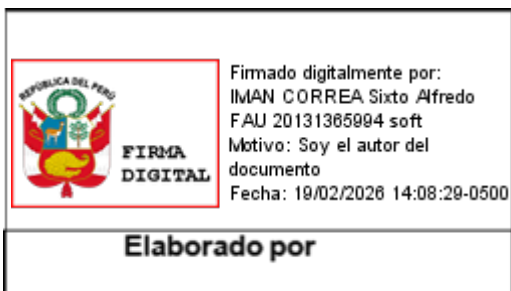 REPÚBLICA DEL PERÚ
FIRMA
DIGITAL
Firmado digitalmente por:
IMAN CORREA Sixto Alfredo
FAU 20131365994 soft
Motivo: Soy el autor del
documento
Fecha: 19/02/2026 14:08:29-0500
Elaborado por